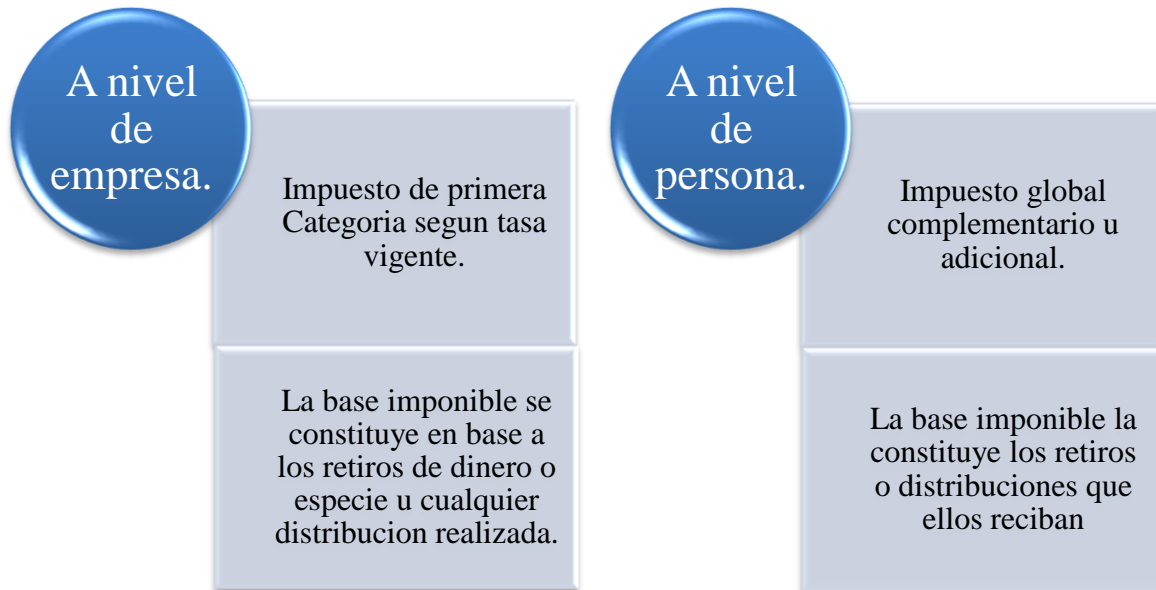 A nivel
de
empresa.
Impuesto de primera
Categoria segun tasa
vigente.
La base imponible se
constituye en base a
los retiros de dinero o
especie u cualquier
distribucion realizada.
A nivel
de
persona.
Impuesto global
complementario u
adicional.
La base imponible la
constituye los retiros
o distribuciones que
ellos reciban